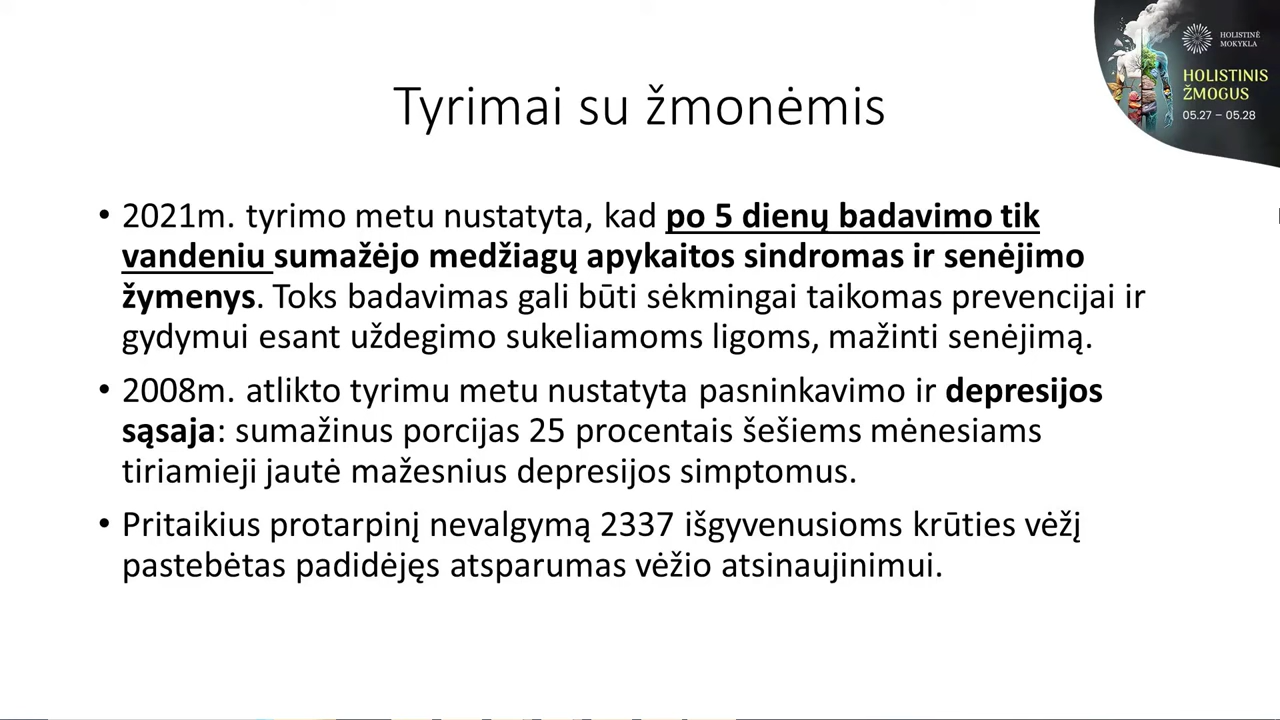 HOLISTINĖ
MOKYKLA
HOLISTINIS
ŽMOGUS
05.27 – 05.28
Tyrimai su žmonėmis
• 2021m. tyrimo metu nustatyta, kad po 5 dienų badavimo tik
vandeniu sumažėjo medžiagų apykaitos sindromas ir senėjimo
žymenys. Toks badavimas gali būti sėkmingai taikomas prevencijai ir
gydymui esant uždegimo sukeliamoms ligoms, mažinti senėjimą.
• 2008m. atlikto tyrimu metu nustatyta pasninkavimo ir depresijos
sąsaja: sumažinus porcijas 25 procentais šešiems mėnesiams
tiriamieji jautė mažesnius depresijos simptomus.
• Pritaikius protarpinį nevalgymą 2337 išgyvenusioms krūties vėžį
pastebėtas padidėjęs atsparumas vėžio atsinaujinimui.